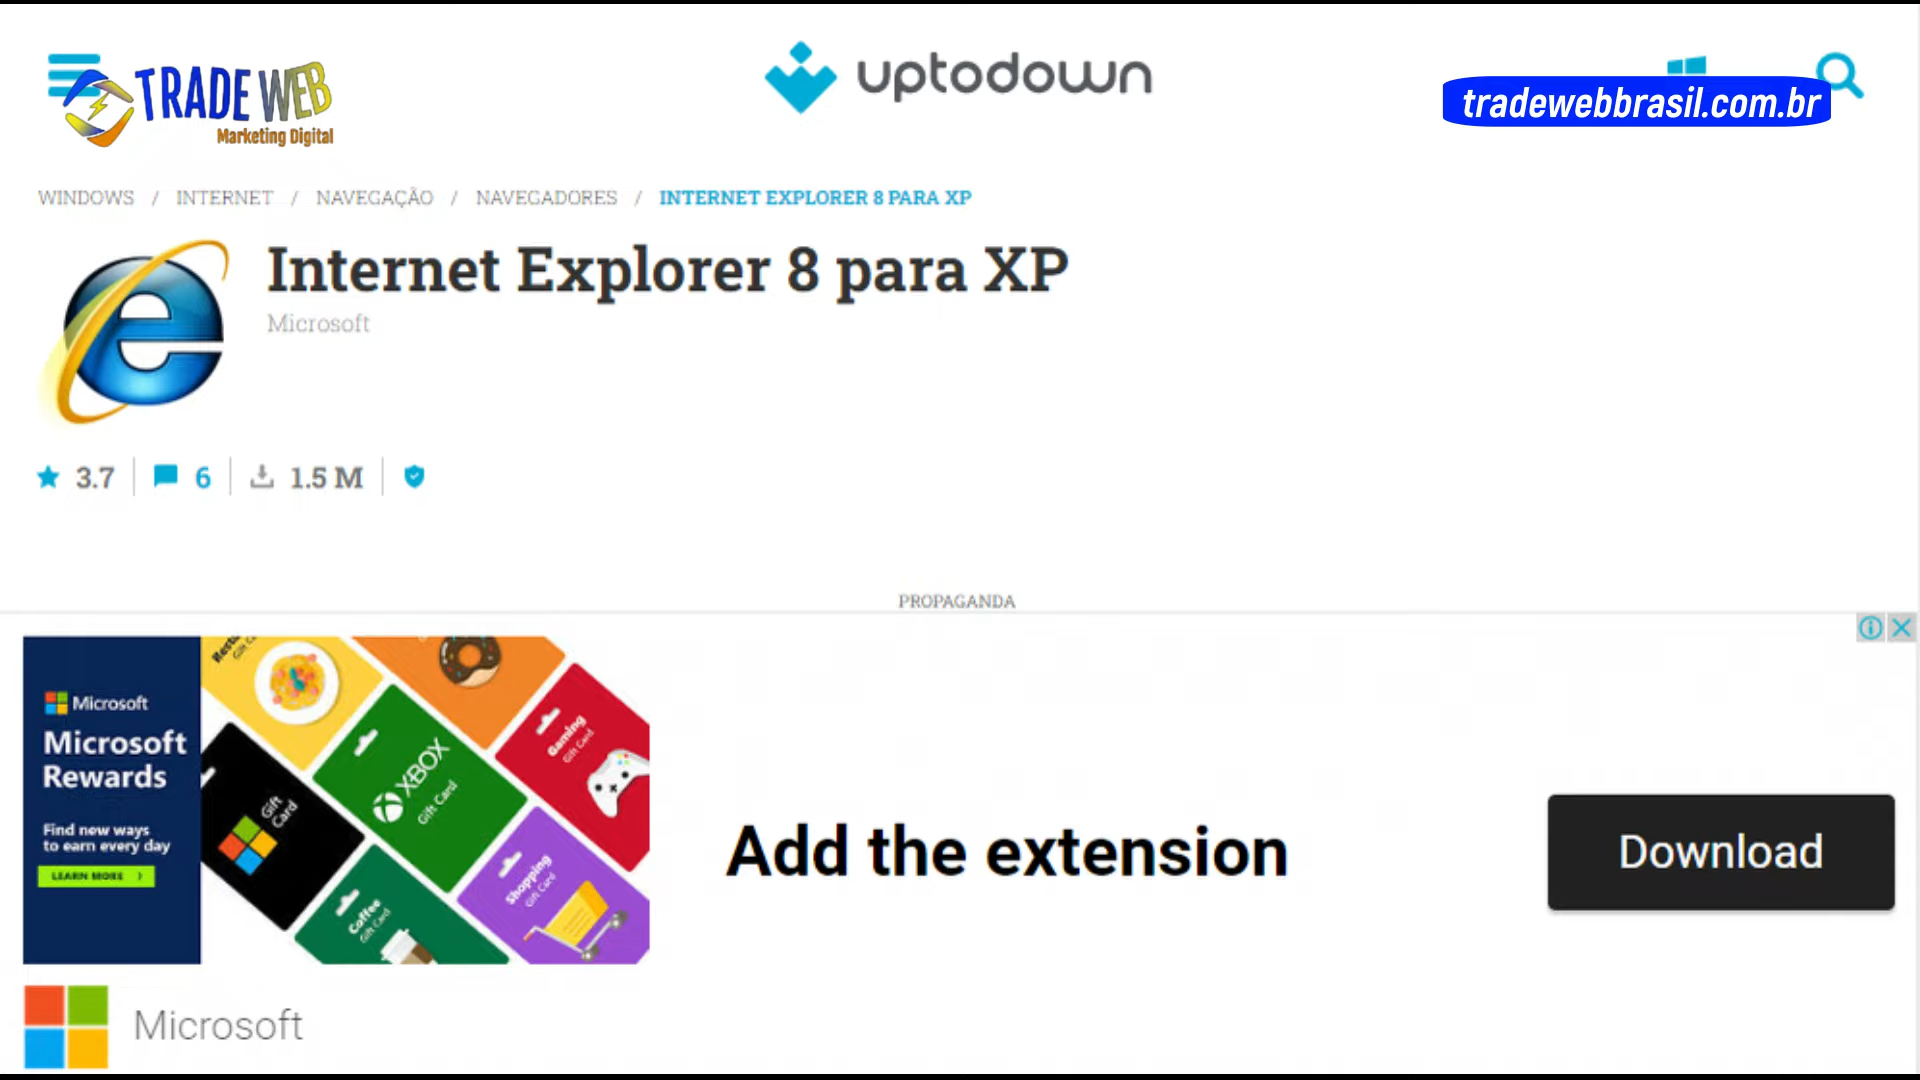 TRADE WEB
Marketing Digital
uptodown
tradewebbrasil.com.br
WINDOWS / INTERNET / NAVEGAÇÃO / NAVEGADORES / INTERNET EXPLORER 8 PARA XP
Internet Explorer 8 para XP
Microsoft
3.7 6 1.5 M
PROPAGANDA
Microsoft
Microsoft
Rewards
Find new ways
to earn every day
LEARN MORE
Gift Card
Gift
Card
XBOX
Gift Card
Gaming
Gift Card
Coffee
Gift Card
Shopping
Gift Card
Add the extension
Download
Microsoft